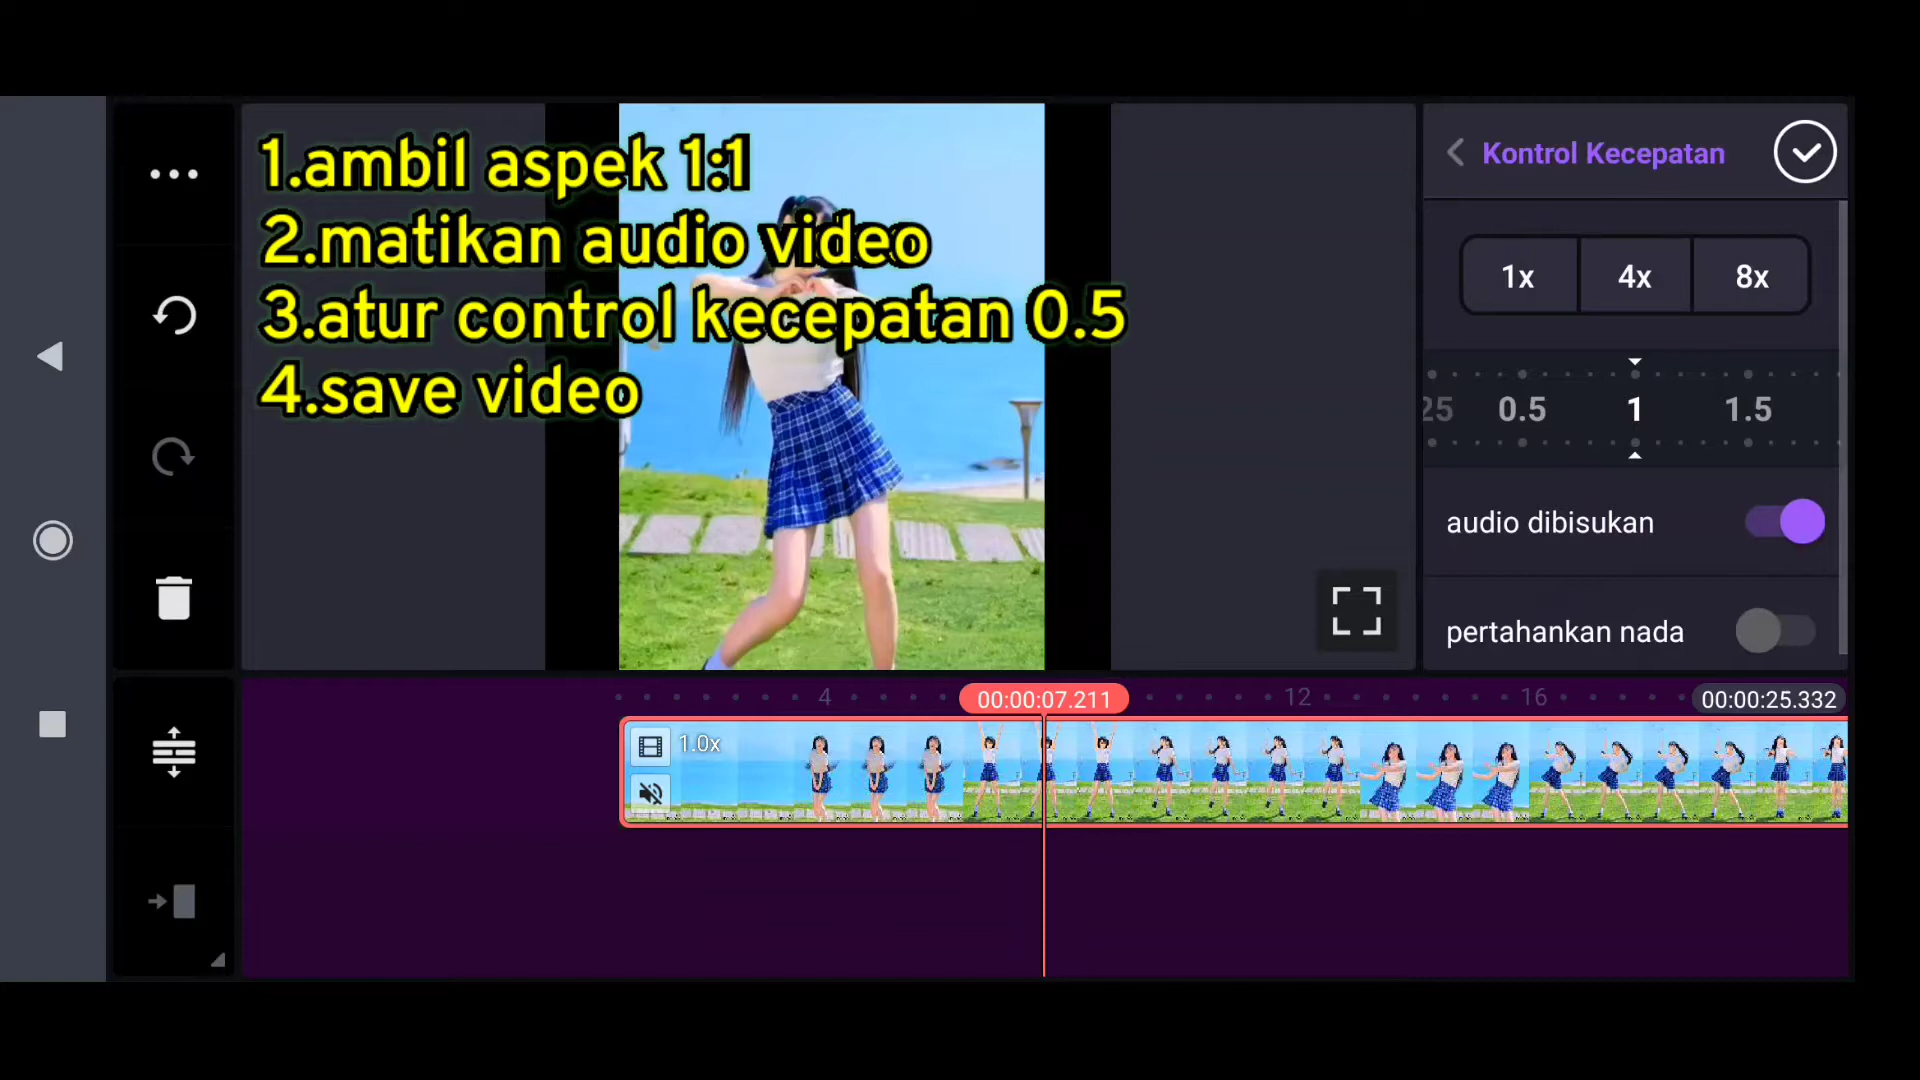 1.ambil aspek 1:1
2.matikan audio video
3.atur control kecepatan 0.5
4.save video
Kontrol Kecepatan
1x 4x 8x
25 0.5 1 1.5
audio dibisukan
pertahankan nada
4 00:00:07.211 12 16 00:00:25.332
1.0x